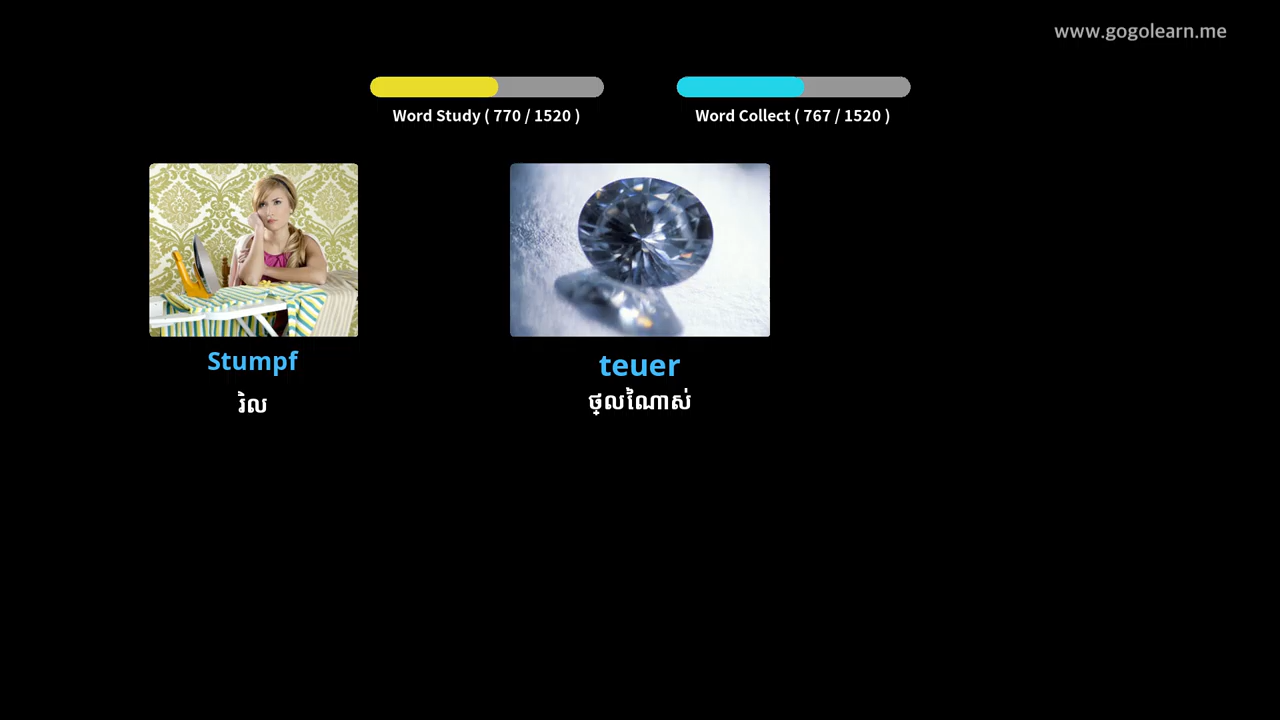 www.gogolearn.me
Word Study ( 770 / 1520 )
Word Collect ( 767 / 1520 )
Stumpf
រិល
teuer
ថ្លៃណាស់